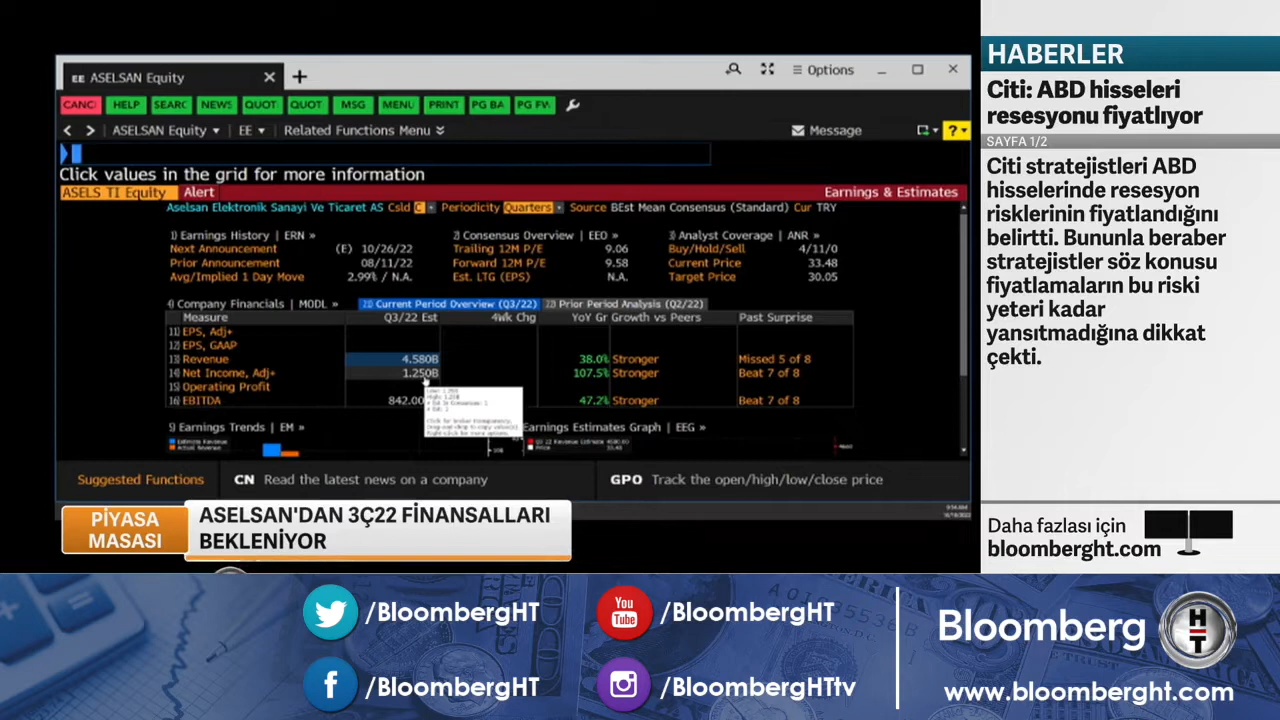 EE ASELSAN Equity
Options
CANCI HELP SEARC NEWS QUOT QUOT MSG MENU PRINT PG BA PG FW
ASELSAN Equity EE Related Functions Menu
Message
Click values in the grid for more information
ASELS TI Equity Alert Earnings & Estimates
Aselsan Elektronik Sanayi Ve Ticaret AS Csld C Periodicity Quarters Source BEst Mean Consensus (Standard) Cur TRY
1) Earnings History | ERN »
Next Announcement (E) 10/26/22
Prior Announcement 08/11/22
Avg/Implied 1 Day Move 2.99% / N.A.
2) Consensus Overview | EEO »
Trailing 12M P/E 9.06
Forward 12M P/E 9.58
Est. LTG (EPS) N.A.
3) Analyst Coverage | ANR »
Buy/Hold/Sell 4/11/0
Current Price 33.48
Target Price 30.05
4) Company Financials | MODL » 21) Current Period Overview (Q3/22) 22) Prior Period Analysis (Q2/22)
Measure Q3/22 Est 4Wk Chg YoY Gr Growth vs Peers Past Surprise
11) EPS, Adj+
12) EPS, GAAP
13) Revenue 4.580B 38.0% Stronger Missed 5 of 8
14) Net Income, Adj+ 1.250B 107.5% Stronger Beat 7 of 8
15) Operating Profit
16) EBITDA 842.00 47.2% Stronger Beat 7 of 8
5) Earnings Trends | EM »
Earnings Estimates Graph | EEG »
Estimate Revenue
Actual Revenue
Suggested Functions CN Read the latest news on a company GPO Track the open/high/low/close price
PİYASA MASASI
ASELSAN'DAN 3Ç22 FİNANSALLARI
BEKLENİYOR
HABERLER
Citi: ABD hisseleri
resesyonu fiyatlıyor
SAYFA 1/2
Citi stratejistleri ABD
hisselerinde resesyon
risklerinin fiyatlandığını
belirtti. Bununla beraber
stratejistler söz konusu
fiyatlamaların bu riski
yeteri kadar
yansıtmadığına dikkat
çekti.
Daha fazlası için
bloomberght.com
/BloombergHT
You Tube /BloombergHT
/BloombergHT
/BloombergHTtv
Bloomberg HT
www.bloomberght.com